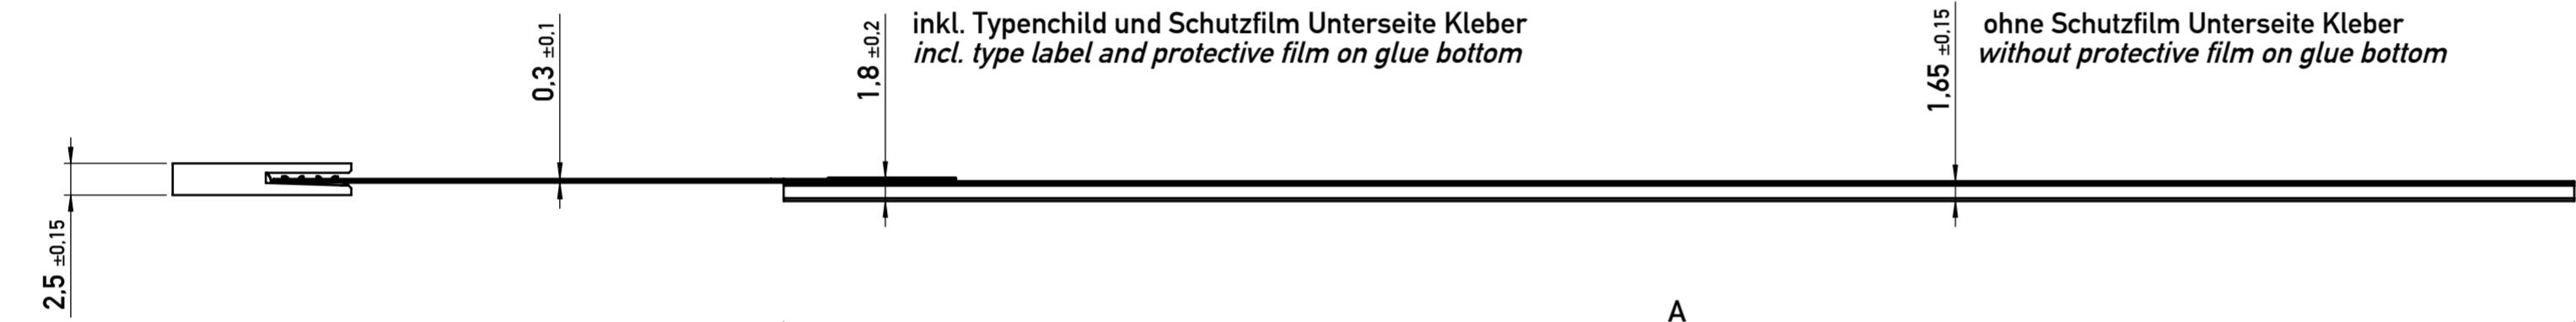 inkl. Typenchild und Schutzfilm Unterseite Kleber
incl. type label and protective film on glue bottom
ohne Schutzfilm Unterseite Kleber
without protective film on glue bottom
0,3 ±0,1
1,8 ±0,2
1,65 ±0,15
2,5 ±0,15
A